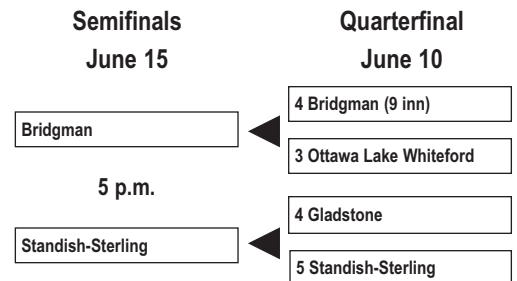 Semifinals
June 15
Quarterfinal
June 10
4 Bridgman (9 inn)
Bridgman
3 Ottawa Lake Whiteford
5 p.m.
4 Gladstone
Standish-Sterling
5 Standish-Sterling